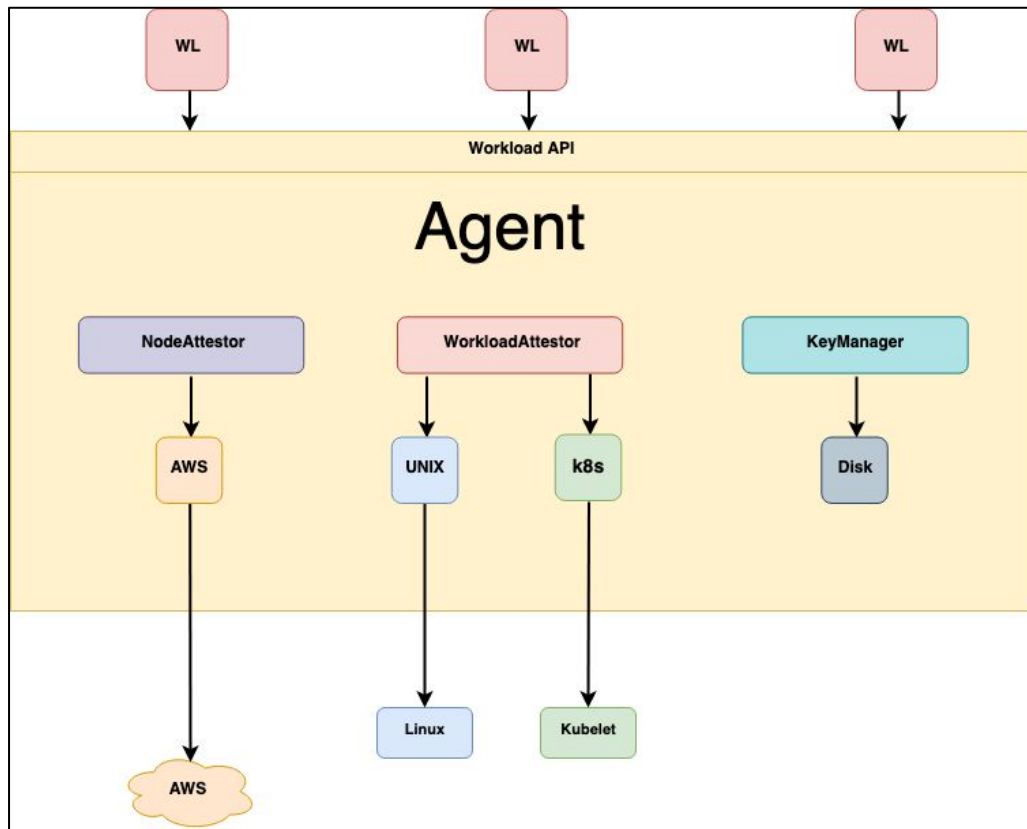 WL
WL
WL
Workload API
Agent
NodeAttestor
WorkloadAttestor
KeyManager
AWS
UNIX
k8s
Disk
Linux
Kubelet
AWS